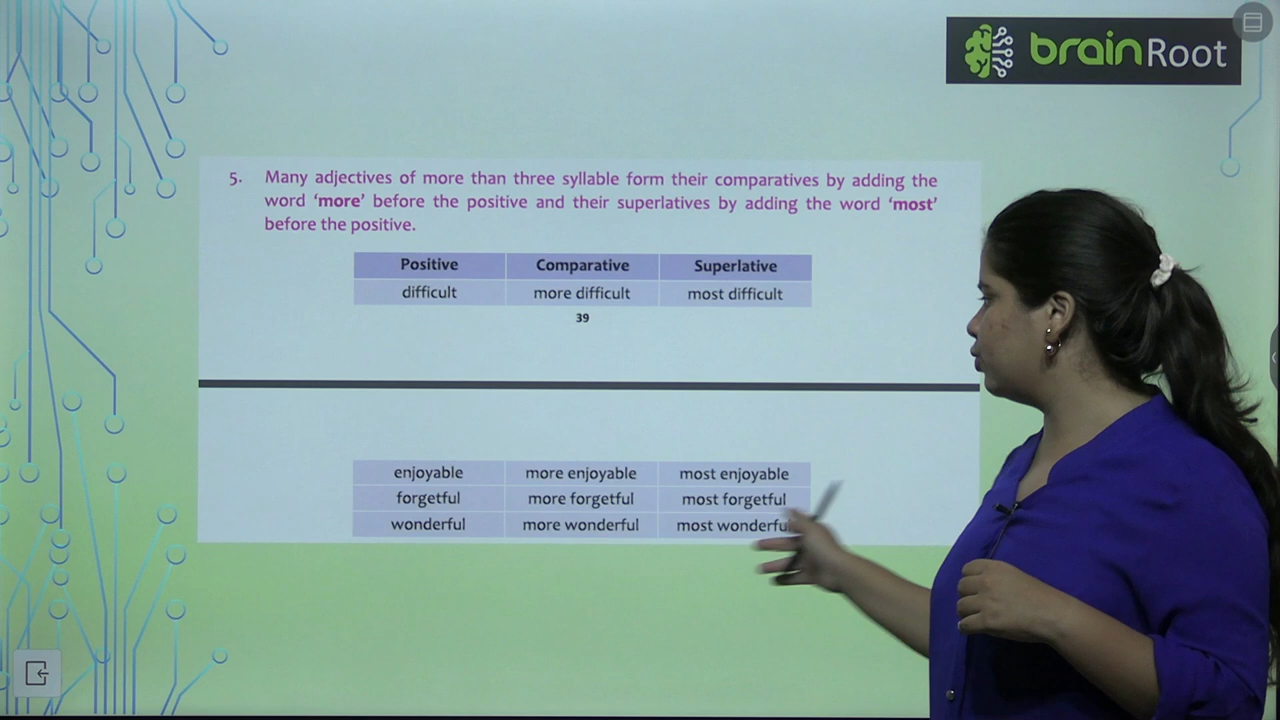 brainRoot
5. Many adjectives of more than three syllable form their comparatives by adding the
word ‘more’ before the positive and their superlatives by adding the word ‘most’
before the positive.
Positive Comparative Superlative
difficult more difficult most difficult
39
enjoyable more enjoyable most enjoyable
forgetful more forgetful most forgetful
wonderful more wonderful most wonderful